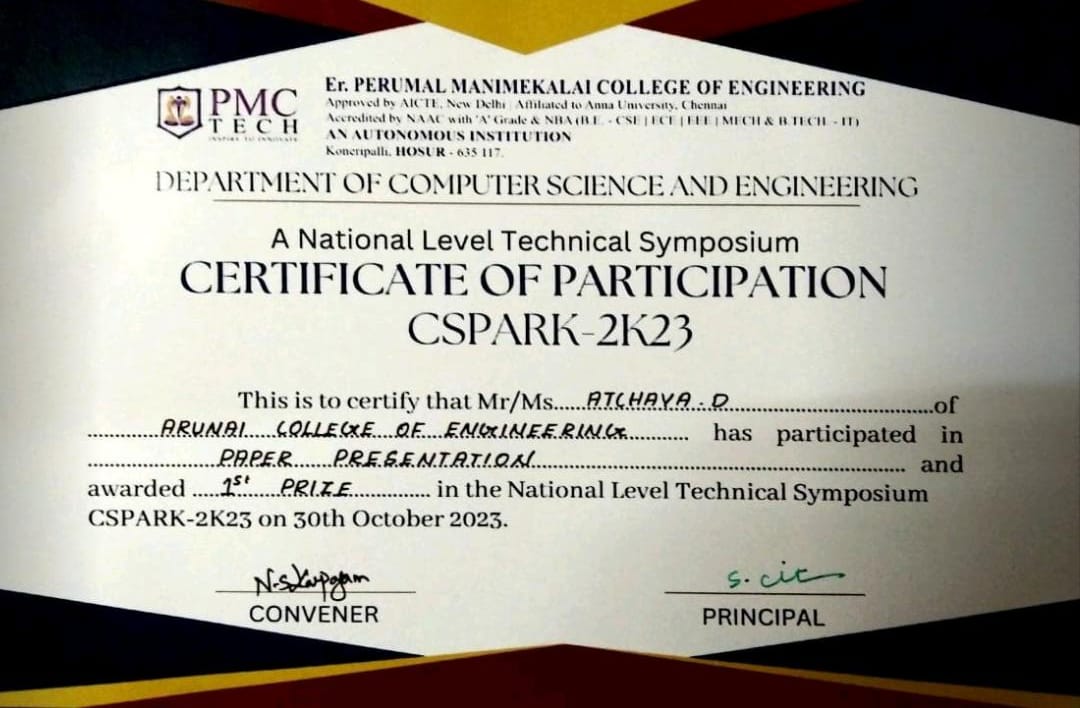 PMC
TECH
INSPIRE TO INNOVATE
Er. PERUMAL MANIMEKALAI COLLEGE OF ENGINEERING
Approved by AICTE, New Delhi | Affiliated to Anna University, Chennai
Accredited by NAAC with 'A' Grade & NBA (B.E. - CSE | ECE | EEE | MECH & B.TECH. - IT)
AN AUTONOMOUS INSTITUTION
Koneripalli, HOSUR - 635 117.
DEPARTMENT OF COMPUTER SCIENCE AND ENGINEERING
A National Level Technical Symposium
CERTIFICATE OF PARTICIPATION
CSPARK-2K23
This is to certify that Mr/Ms..... ATCHAYA . D ..............................of
.............ARUNAI COLLEGE OF ENGINEERING............. has participated in
.......................PAPER PRESENTATION....................................................... and
awarded .....1st PRIZE............... in the National Level Technical Symposium
CSPARK-2K23 on 30th October 2023.
N.S.Karpagam
CONVENER
PRINCIPAL